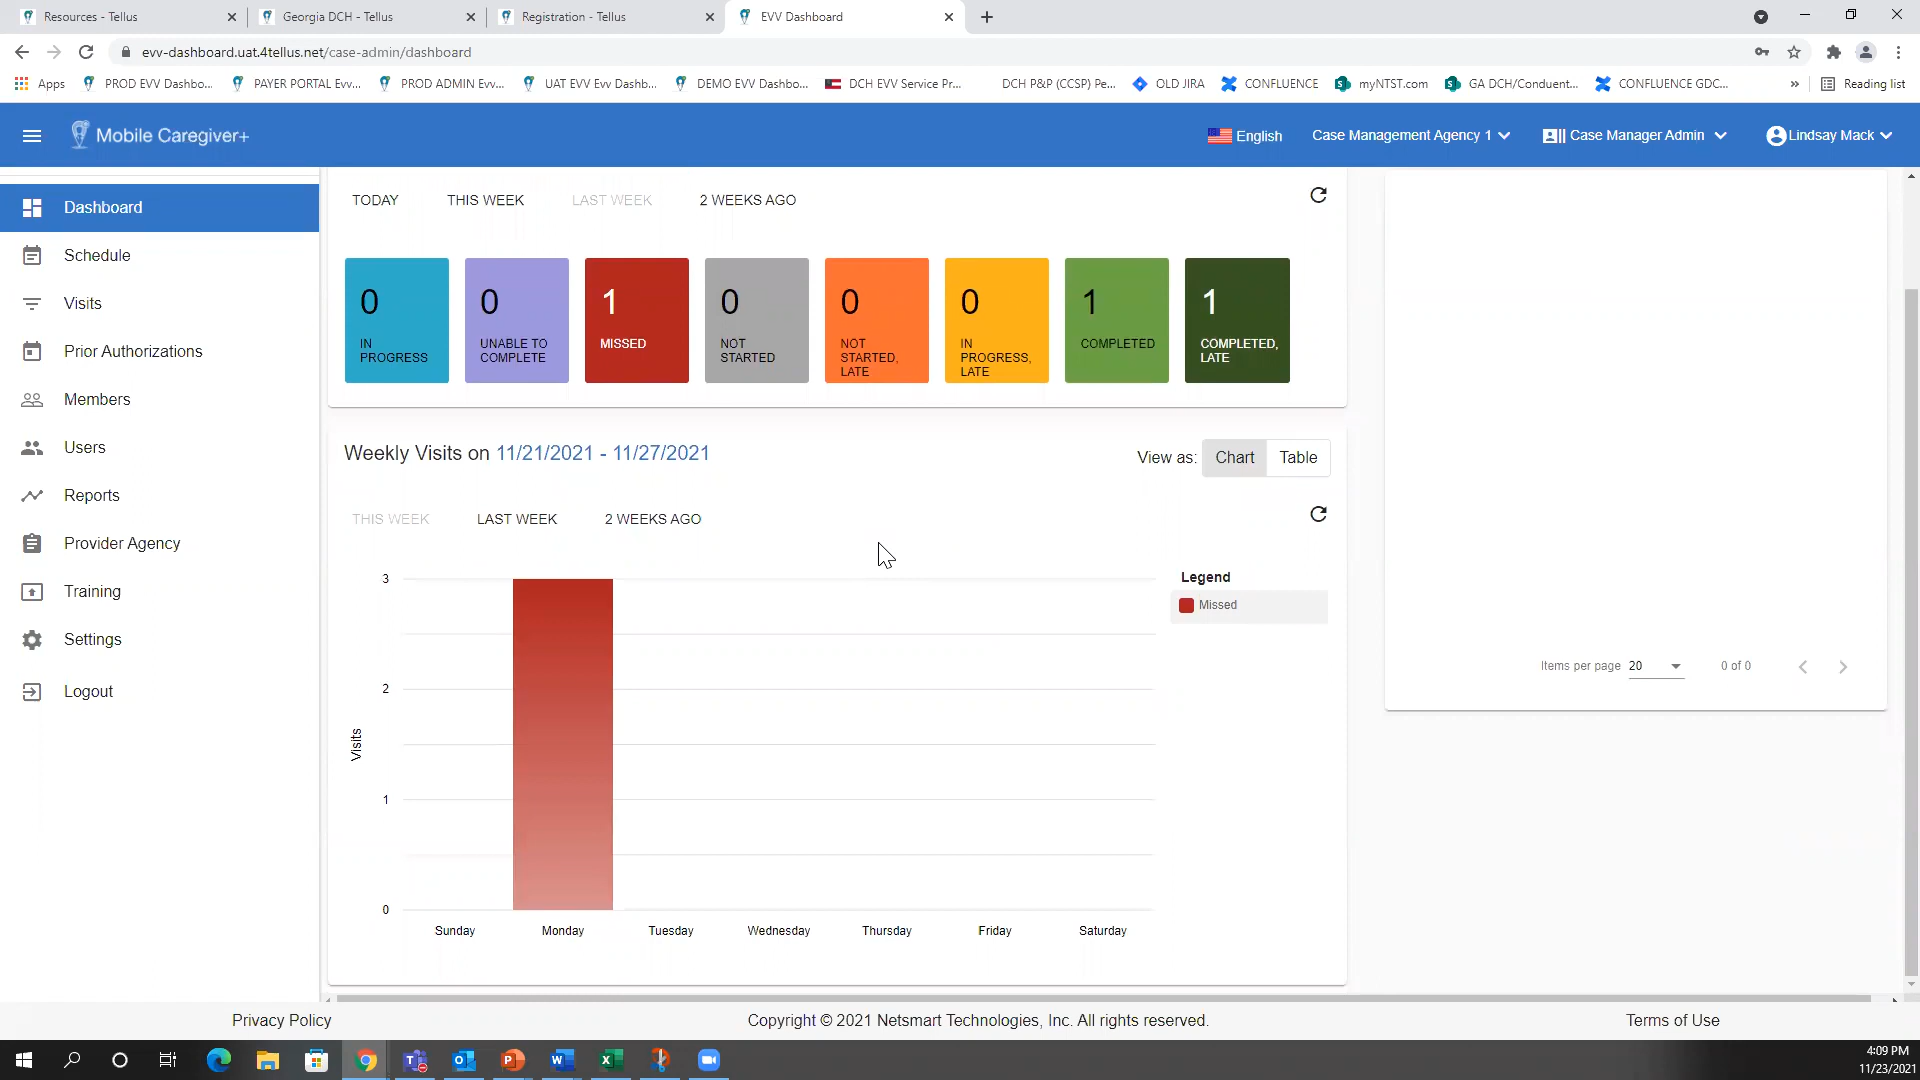 Resources - Tellus
Georgia DCH - Tellus
Registration - Tellus
EVV Dashboard
evv-dashboard.uat.4tellus.net/case-admin/dashboard
Apps
PROD EVV Dashbo...
PAYER PORTAL Evv...
PROD ADMIN Evv...
UAT EVV Evv Dashb...
DEMO EVV Dashbo...
DCH EVV Service Pr...
DCH P&P (CCSP) Pe...
OLD JIRA
CONFLUENCE
myNTST.com
GA DCH/Conduent...
CONFLUENCE GDC...
»
Reading list
Mobile Caregiver+
English
Case Management Agency 1
Case Manager Admin
Lindsay Mack
Dashboard
Schedule
Visits
Prior Authorizations
Members
Users
Reports
Provider Agency
Training
Settings
Logout
TODAY
THIS WEEK
LAST WEEK
2 WEEKS AGO
0
IN
PROGRESS
0
UNABLE TO
COMPLETE
1
MISSED
0
NOT
STARTED
0
NOT
STARTED,
LATE
0
IN
PROGRESS,
LATE
1
COMPLETED
1
COMPLETED,
LATE
Weekly Visits on 11/21/2021 - 11/27/2021
View as:
Chart
Table
THIS WEEK
LAST WEEK
2 WEEKS AGO
3
2
1
0
Visits
Sunday
Monday
Tuesday
Wednesday
Thursday
Friday
Saturday
Legend
Missed
Items per page
20
0 of 0
Privacy Policy
Copyright © 2021 Netsmart Technologies, Inc. All rights reserved.
Terms of Use
4:09 PM
11/23/2021